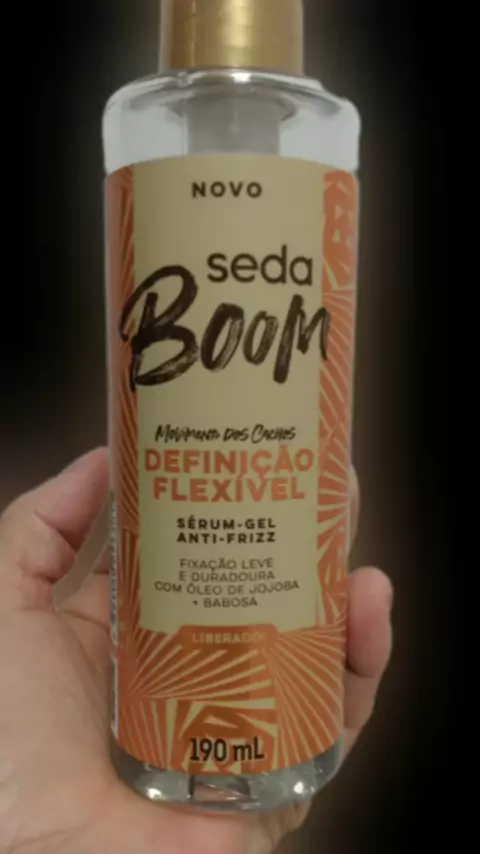 NOVO
seda
BOOM
MOVIMENTO DOS CACHOS
DEFINIÇÃO
FLEXÍVEL
SÉRUM-GEL
ANTI-FRIZZ
FIXAÇÃO LEVE
E DURADOURA
COM ÓLEO DE JOJOBA
+ BABOSA
LIBERADO!
190 mL